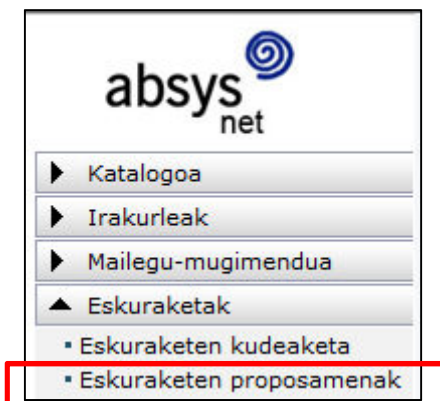 absys
net
Katalogoa
Irakurleak
Mailegu-mugimendua
Eskuraketak
Eskuraketen kudeaketa
Eskuraketen proposamenak